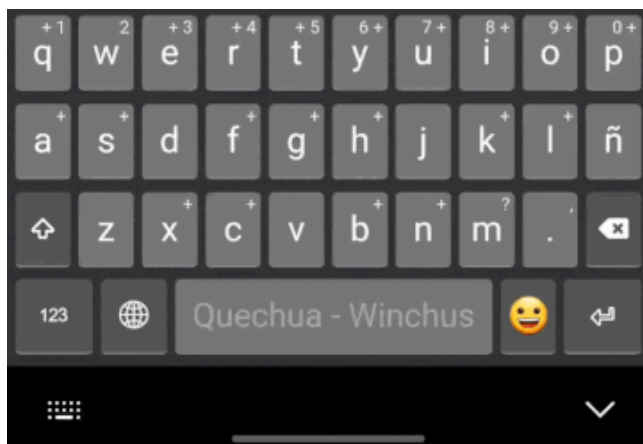 +1 2 +3 +4 +5 6+ 7+ 8+ 9+ 0+
q w e r t y u i o p
+ + + + + + +
a s d f g h j k l ñ
+ + + + ? ,
z x c v b n m .
123 Quechua - Winchus